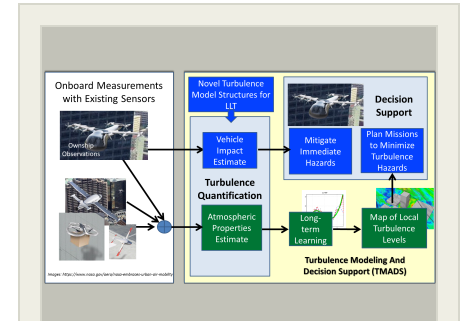 Onboard Measurements
with Existing Sensors
Ownship
Observations
Images: https://www.nasa.gov/aero/nasa-embraces-urban-air-mobility
Novel Turbulence
Model Structures for
LLT
Vehicle
Impact
Estimate
Turbulence
Quantification
Atmospheric
Properties
Estimate
Decision
Support
Mitigate
Immediate
Hazards
Plan Missions
to Minimize
Turbulence
Hazards
Long-
term
Learning
Map of Local
Turbulence
Levels
Turbulence Modeling And
Decision Support (TMADS)